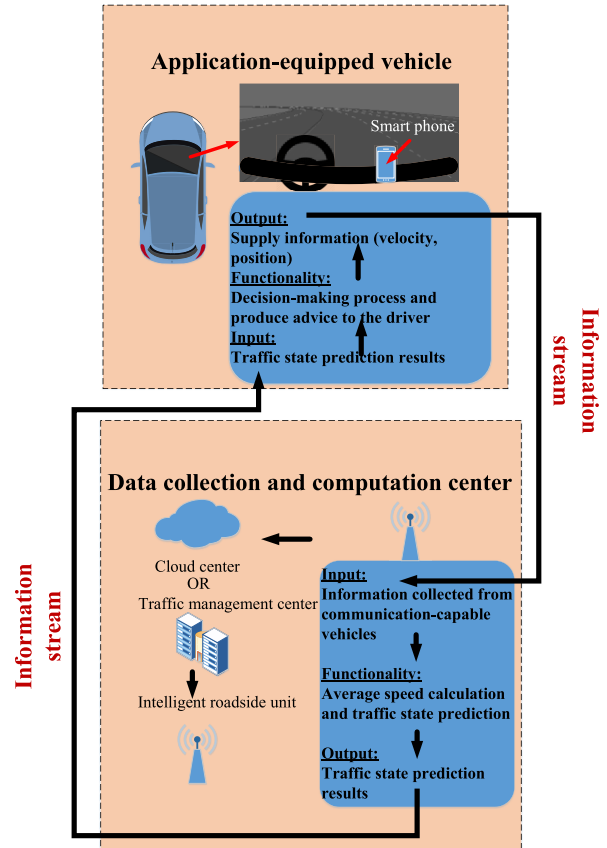 Application-equipped vehicle
Smart phone
Output:
Supply information (velocity,
position)
Functionality:
Decision-making process and
produce advice to the driver
Input:
Traffic state prediction results
Information
stream
Data collection and computation center
Cloud center
OR
Traffic management center
Intelligent roadside unit
Input:
Information collected from
communication-capable
vehicles
Functionality:
Average speed calculation
and traffic state prediction
Output:
Traffic state prediction
results
Information
stream